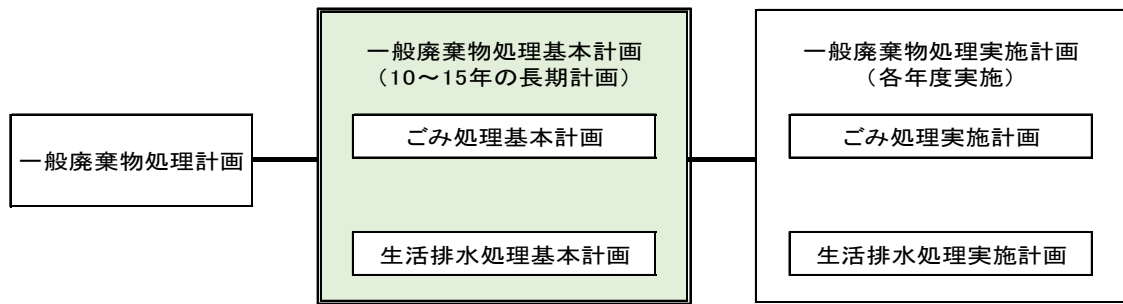 一般廃棄物処理計画
一般廃棄物処理基本計画
（10～15年の長期計画）
ごみ処理基本計画
生活排水処理基本計画
一般廃棄物処理実施計画
（各年度実施）
ごみ処理実施計画
生活排水処理実施計画